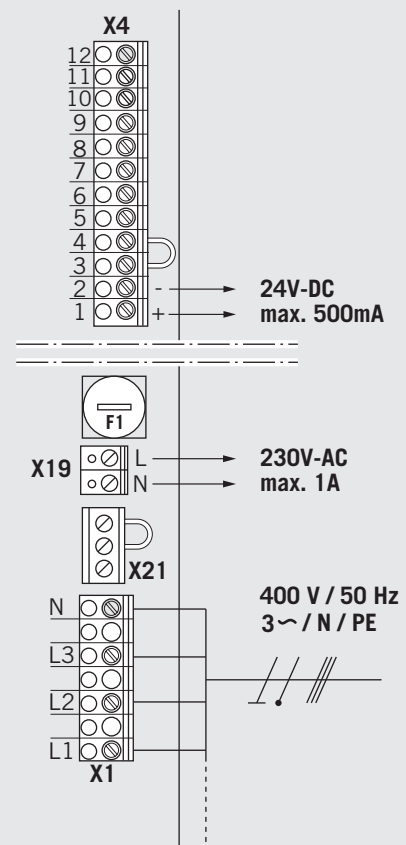 X4
12
11
10
9
8
7
6
5
4
3
2 - 24V-DC
1 + max. 500mA
F1
X19 L 230V-AC
N max. 1A
X21
400 V / 50 Hz
N 3~ / N / PE
L3
L2
L1
X1